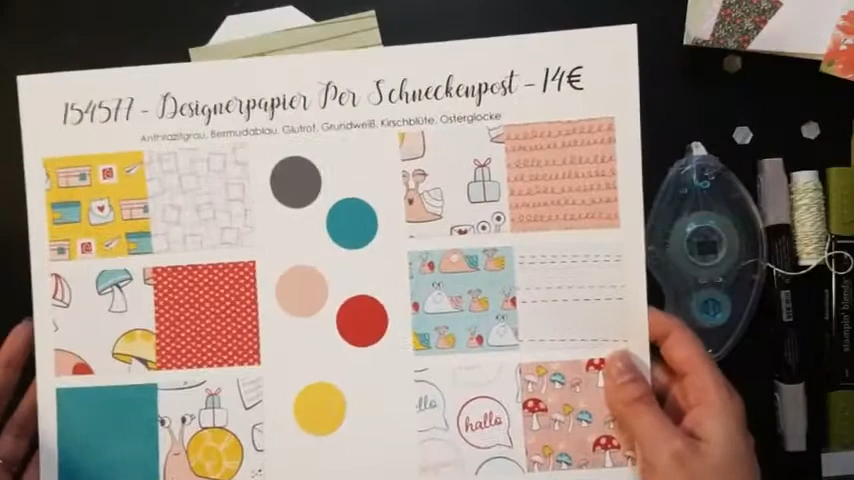 154577 - Designerpapier Per Schneckenpost - 14€
Anthrazitgrau, Bermudablau, Glutrot, Grundweiß, Kirschblüte, Osterglocke
hallo
hallo